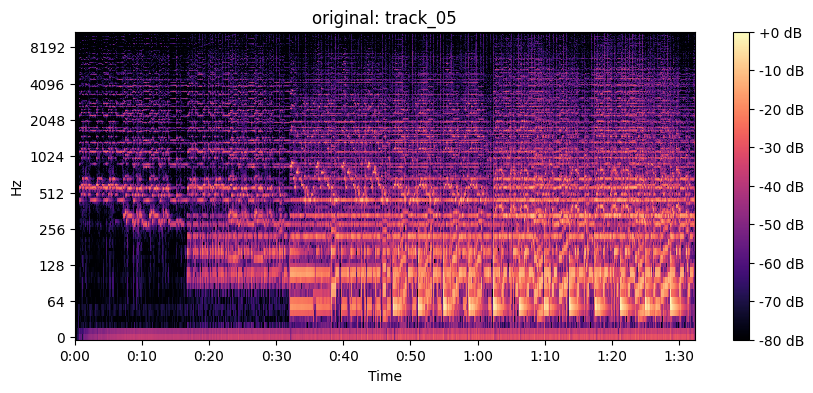 original: track_05
Hz
8192
4096
2048
1024
512
256
128
64
0
0:00 0:10 0:20 0:30 0:40 0:50 1:00 1:10 1:20 1:30
Time
+0 dB
-10 dB
-20 dB
-30 dB
-40 dB
-50 dB
-60 dB
-70 dB
-80 dB